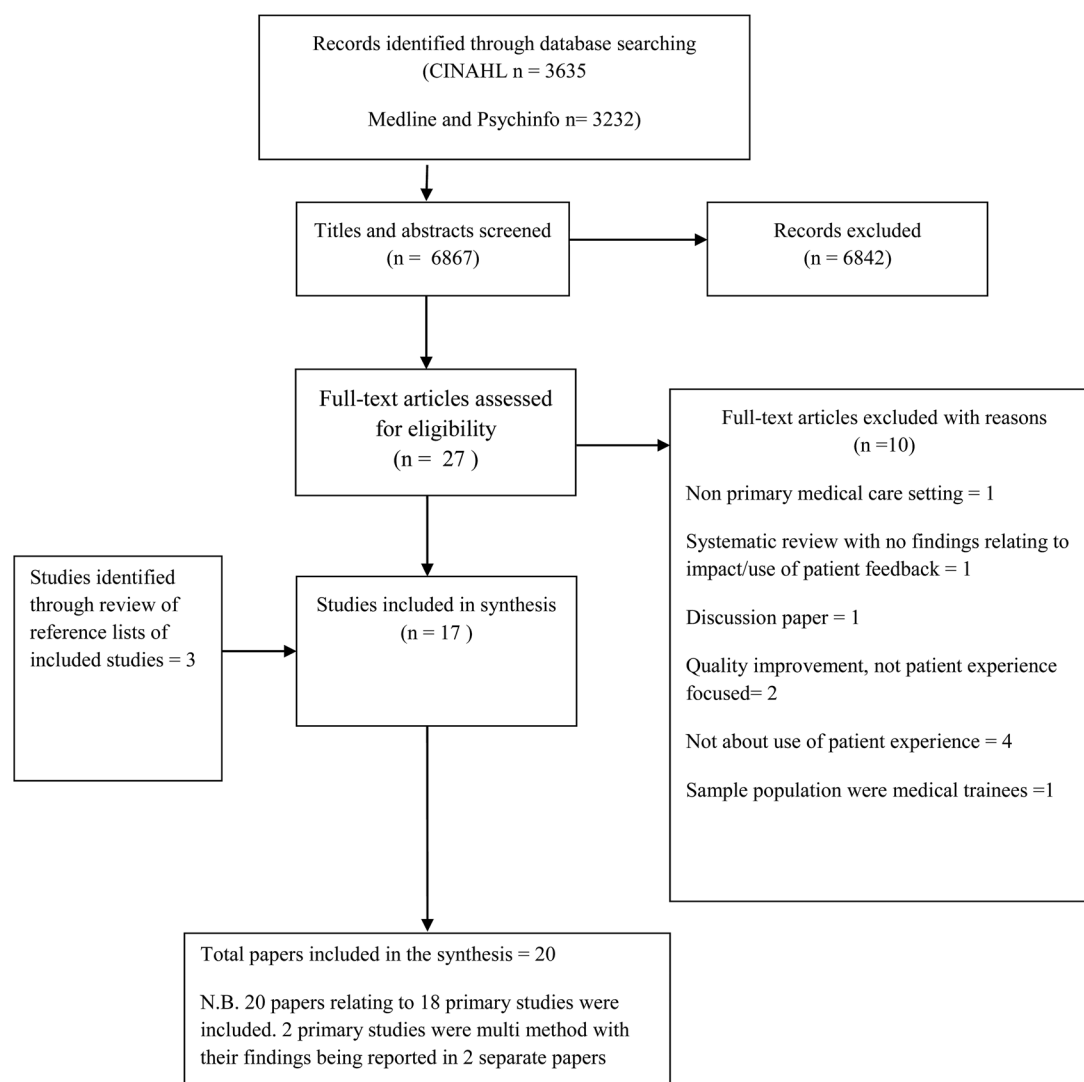 Records identified through database searching
(CINAHL n = 3635
Medline and Psychinfo n= 3232)
Titles and abstracts screened
(n =  6867)
Records excluded
(n = 6842)
Full-text articles assessed
for eligibility
(n =  27 )
Full-text articles excluded with reasons
(n =10)
Non primary medical care setting = 1
Systematic review with no findings relating to
impact/use of patient feedback = 1
Discussion paper = 1
Quality improvement, not patient experience
focused= 2
Not about use of patient experience = 4
Sample population were medical trainees =1
Studies identified
through review of
reference lists of
included studies = 3
Studies included in synthesis
(n = 17 )
Total papers included in the synthesis = 20
N.B. 20 papers relating to 18 primary studies were
included. 2 primary studies were multi method with
their findings being reported in 2 separate papers